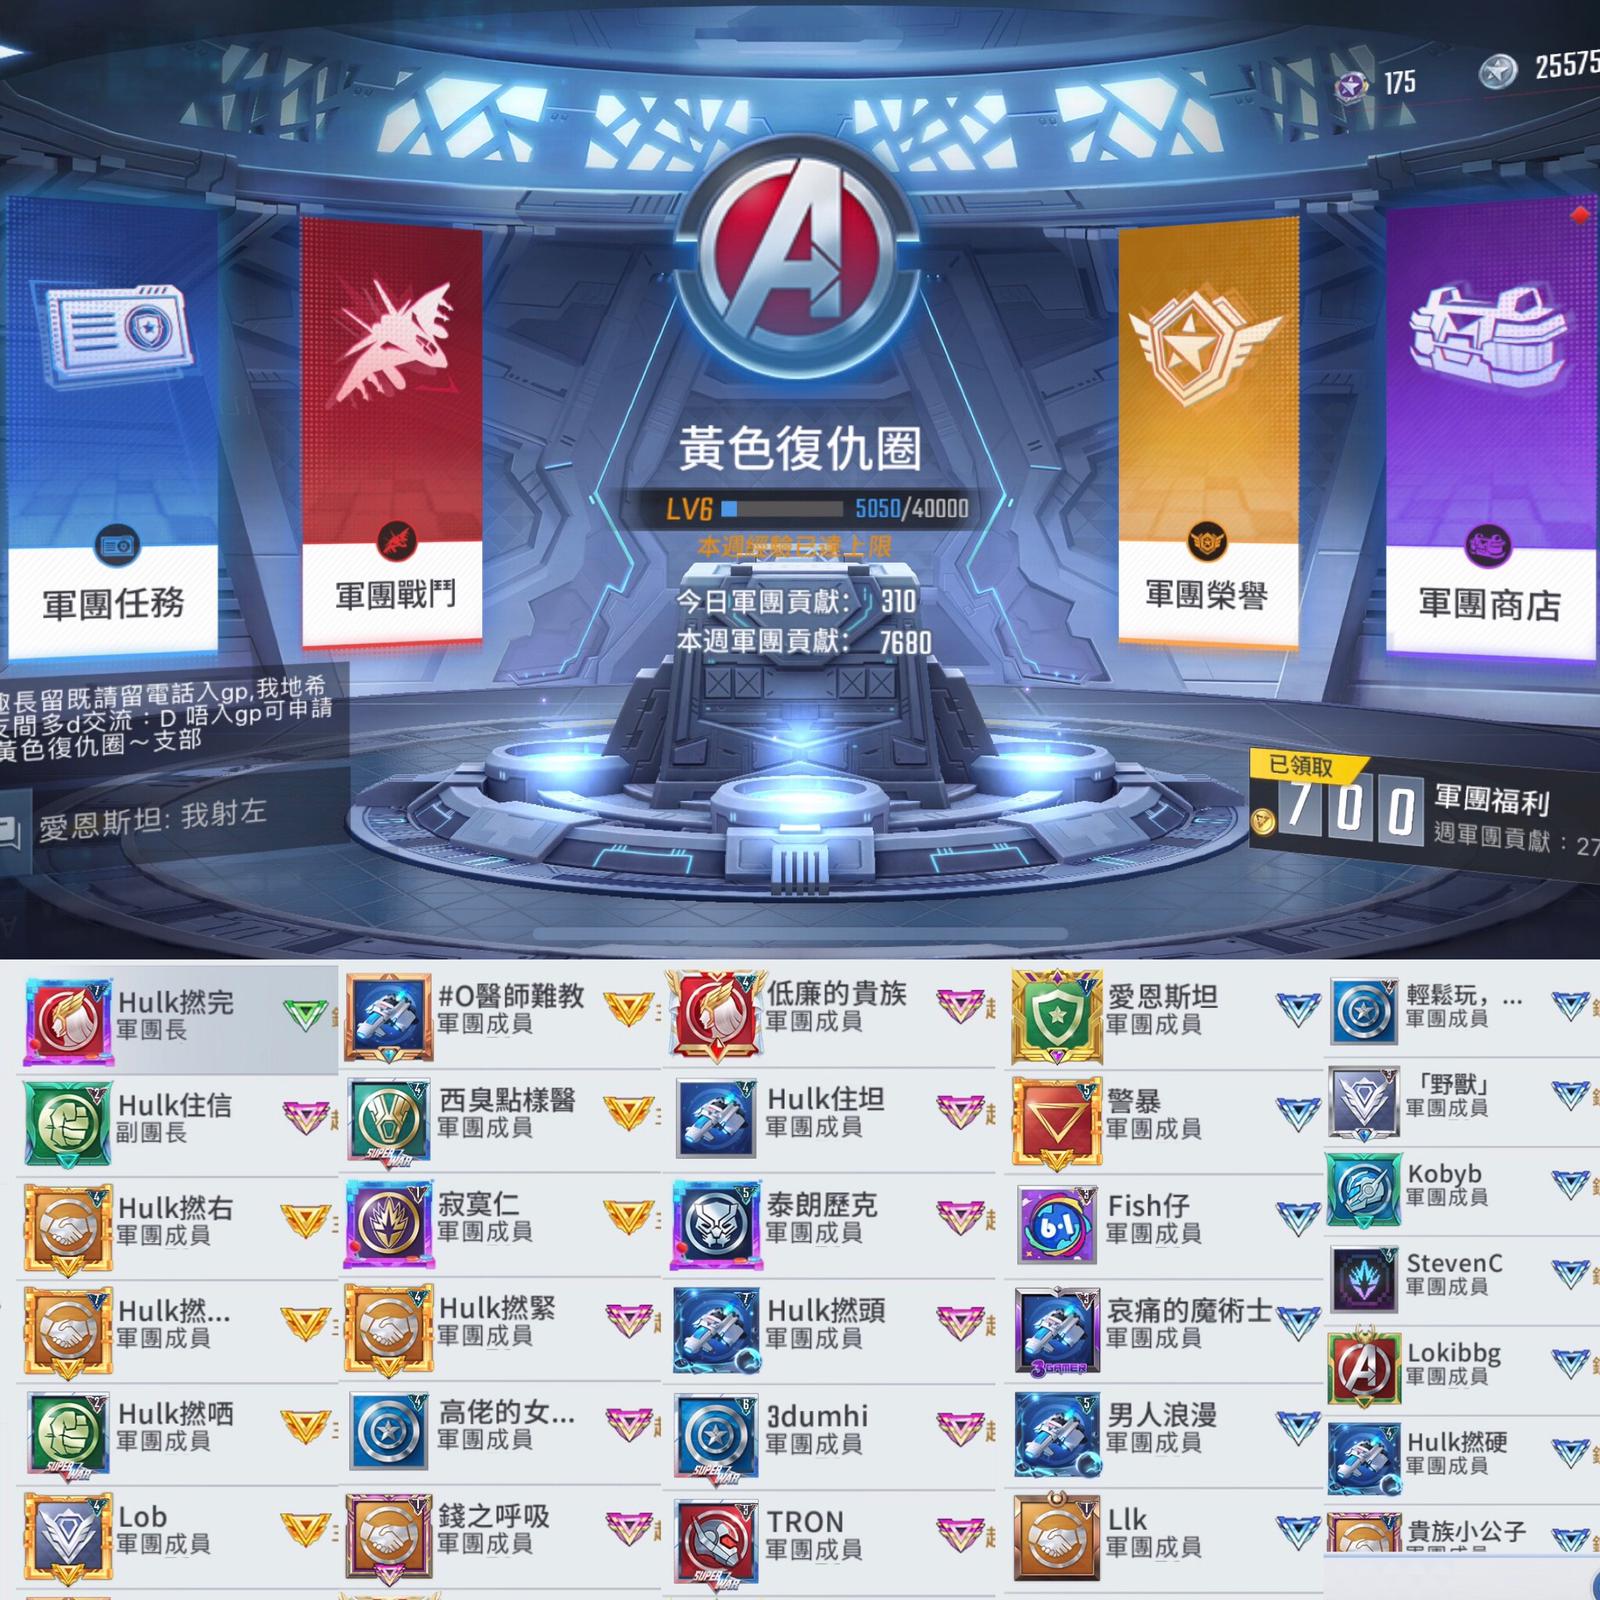 175
25575
黃色復仇圈
LV6 5050/40000
本週經驗已達上限
今日軍團貢獻： 310
本週軍團貢獻： 7680
軍團任務
軍團戰鬥
軍團榮譽
軍團商店
長留既請留電話入gp,我地希
間多d交流：D 唔入gp可申請
黃色復仇圈～支部
愛恩斯坦: 我射左
已領取
700
軍團福利
週軍團貢獻：27
Hulk撚完
軍團長
Hulk住信
副團長
Hulk撚右
軍團成員
Hulk撚...
軍團成員
Hulk撚哂
軍團成員
SUPER WAR
Lob
軍團成員
#O醫師難教
軍團成員
西臭點樣醫
軍團成員
SUPER WAR
寂寞仁
軍團成員
Hulk撚緊
軍團成員
高佬的女...
軍團成員
錢之呼吸
軍團成員
低廉的貴族
軍團成員
Hulk住坦
軍團成員
泰朗歷克
軍團成員
Hulk撚頭
軍團成員
3dumhi
軍團成員
SUPER WAR
TRON
軍團成員
SUPER WAR
愛恩斯坦
軍團成員
警暴
軍團成員
Fish仔
軍團成員
6·1
哀痛的魔術士
軍團成員
3GAMER
男人浪漫
軍團成員
Llk
軍團成員
輕鬆玩，...
軍團成員
「野獸」
軍團成員
Kobyb
軍團成員
StevenC
軍團成員
Lokibbg
軍團成員
Hulk撚硬
軍團成員
貴族小公子